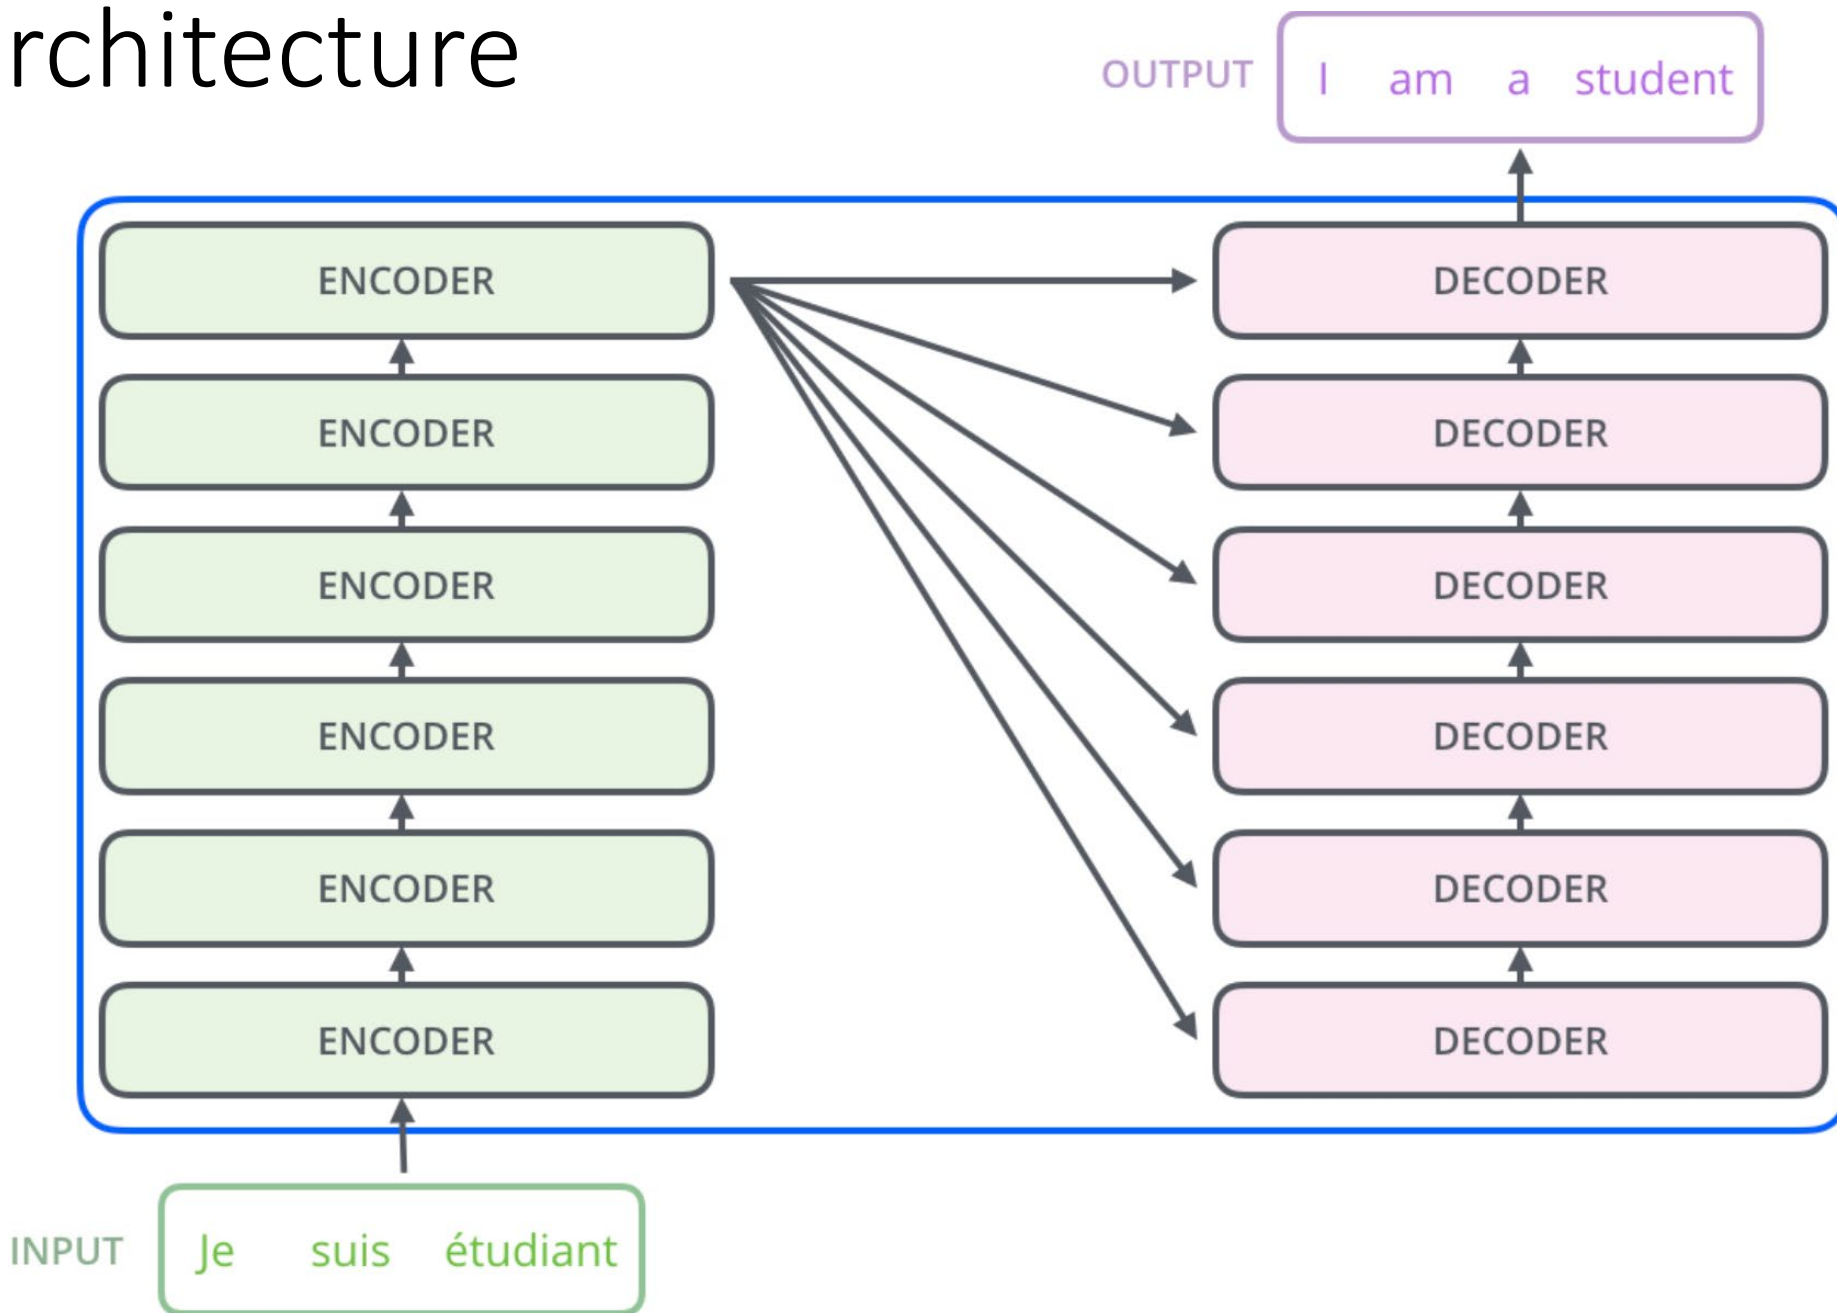 rchitecture
OUTPUT I am a student
ENCODER DECODER
ENCODER DECODER
ENCODER DECODER
ENCODER DECODER
ENCODER DECODER
ENCODER DECODER
INPUT Je suis étudiant